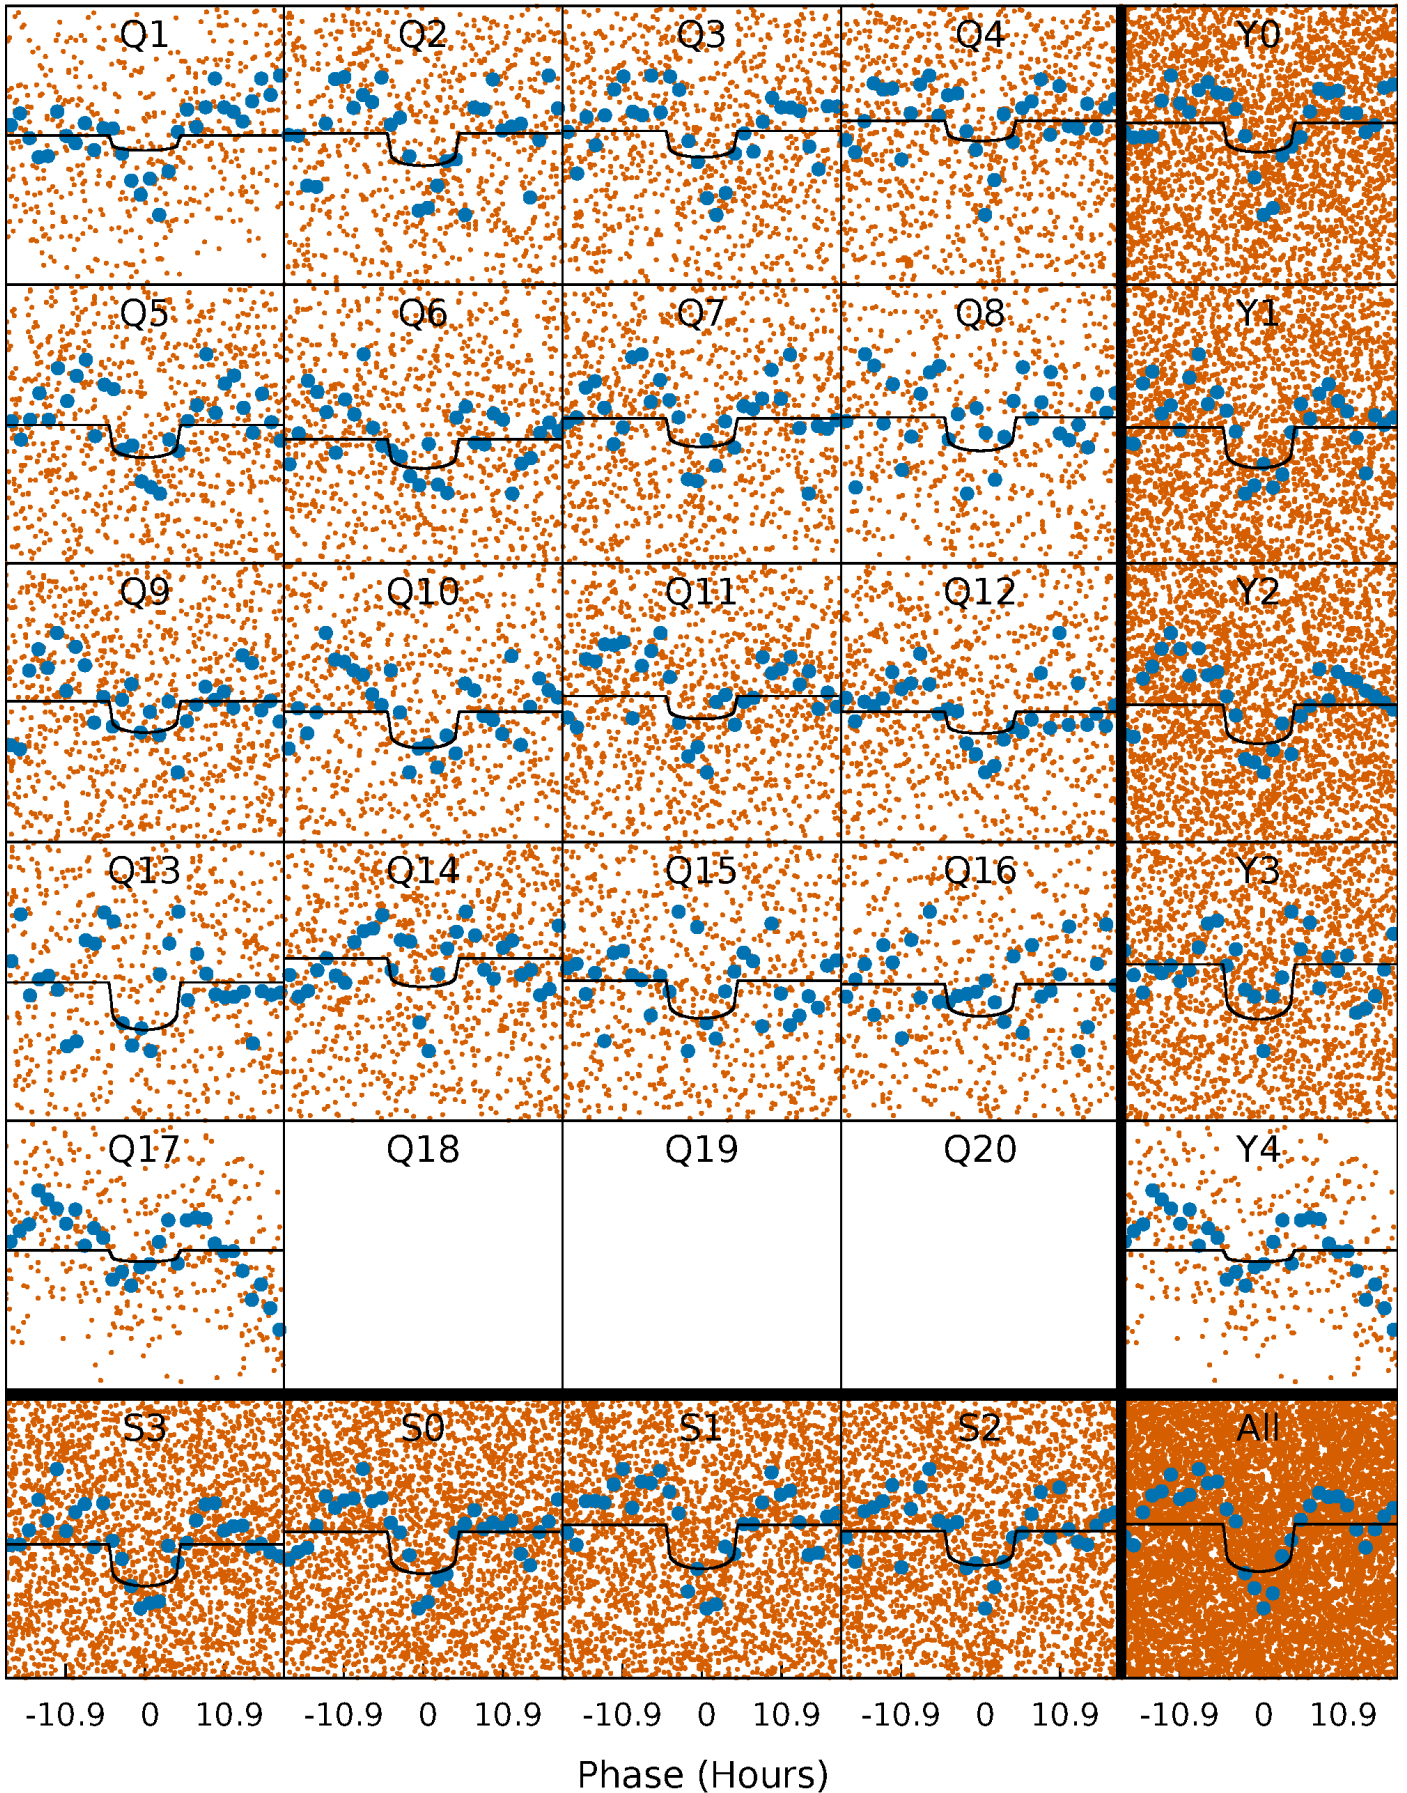 Q1 Q2 Q3 Q4 Y0
Q5 Q6 Q7 Q8 Y1
Q9 Q10 Q11 Q12 Y2
Q13 Q14 Q15 Q16 Y3
Q17 Q18 Q19 Q20 Y4
S3 S0 S1 S2 All
-10.9 0 10.9 -10.9 0 10.9 -10.9 0 10.9 -10.9 0 10.9 -10.9 0 10.9
Phase (Hours)